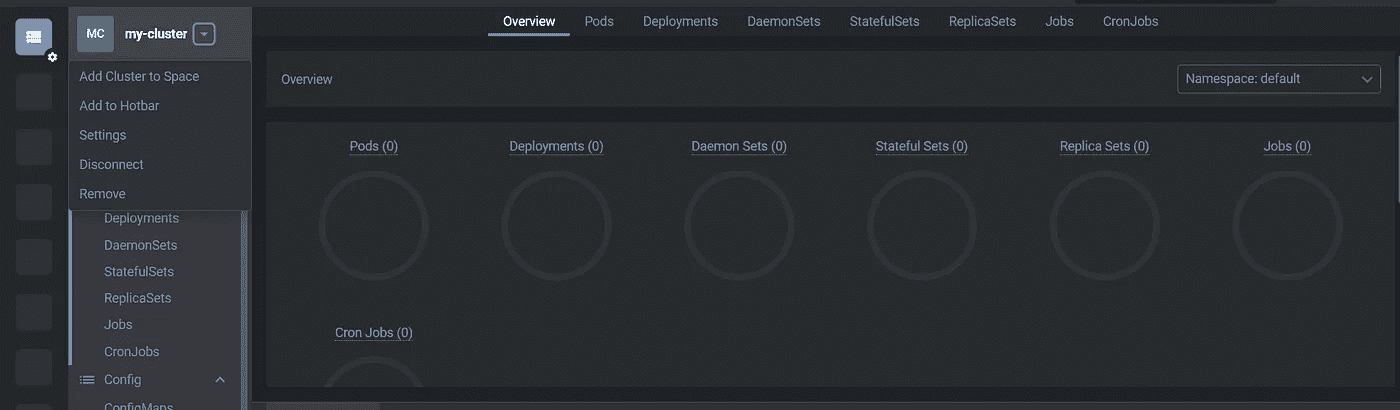 MC my-cluster
Overview Pods Deployments DaemonSets StatefulSets ReplicaSets Jobs CronJobs
Add Cluster to Space
Add to Hotbar
Settings
Disconnect
Remove
Deployments
DaemonSets
StatefulSets
ReplicaSets
Jobs
CronJobs
Config
ConfigMaps
Overview
Namespace: default
Pods (0) Deployments (0) Daemon Sets (0) Stateful Sets (0) Replica Sets (0) Jobs (0)
Cron Jobs (0)